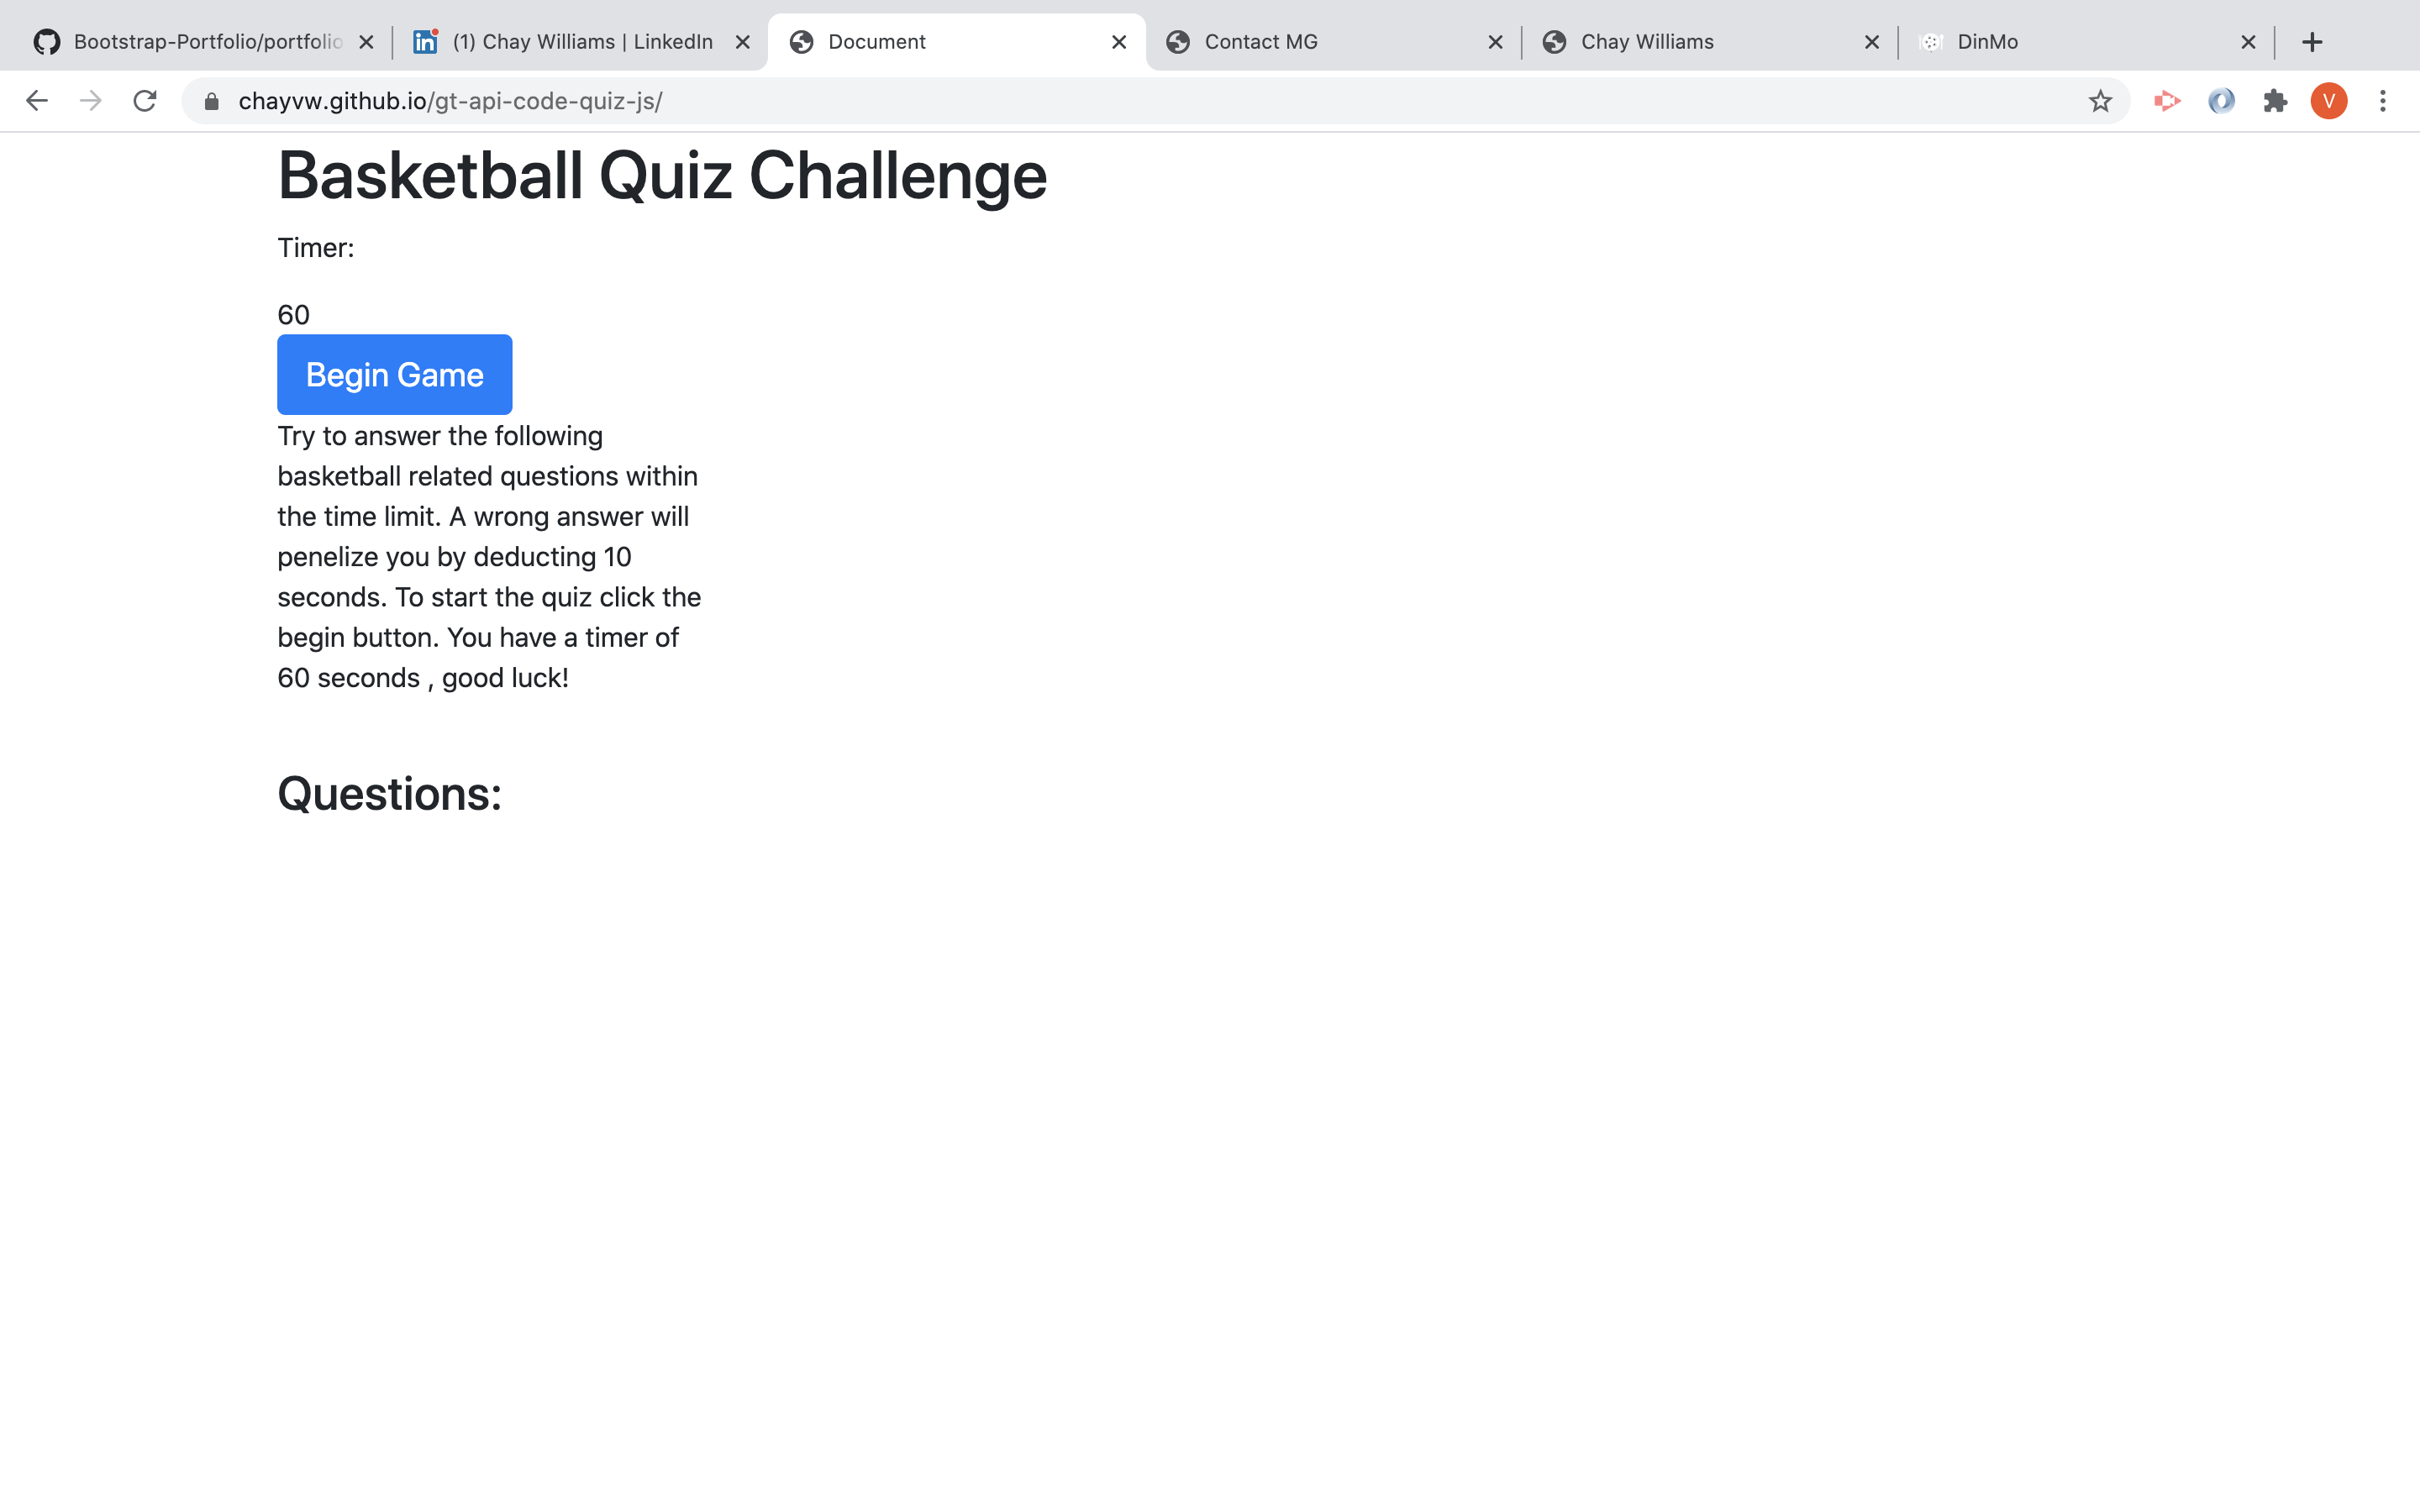 Bootstrap-Portfolio/portfolio
(1) Chay Williams | LinkedIn
Document
Contact MG
Chay Williams
DinMo
chayvw.github.io/gt-api-code-quiz-js/
V
Basketball Quiz Challenge
Timer:
60
Begin Game
Try to answer the following
basketball related questions within
the time limit. A wrong answer will
penelize you by deducting 10
seconds. To start the quiz click the
begin button. You have a timer of
60 seconds , good luck!
Questions: